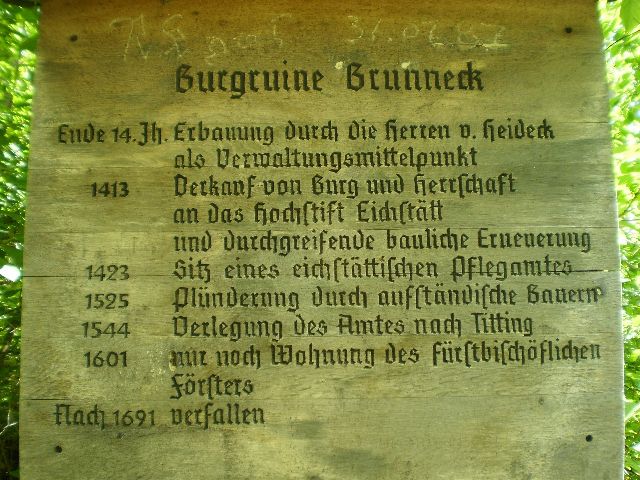 Burgruine Brunneck
Ende 14. Jh. Erbauung durch die Herren v. Heideck
als Verwaltungsmittelpunkt
1413 Verkauf von Burg und Herrschaft
an das Hochstift Eichstätt
und durchgreifende bauliche Erneuerung
1423 Sitz eines eichstättischen Pflegamtes
1525 Plünderung durch aufständische Bauern
1544 Verlegung des Amtes nach Titting
1601 nur noch Wohnung des fürstbischöflichen
Försters
Nach 1691 verfallen